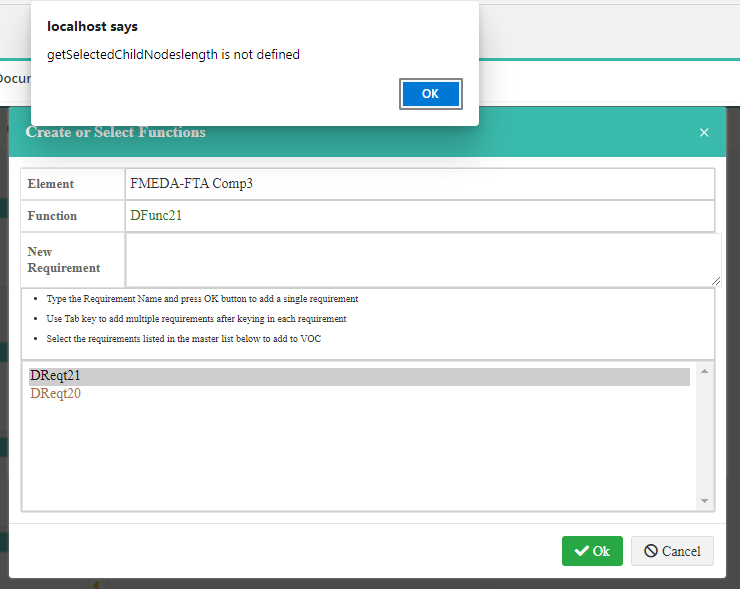 localhost says
getSelectedChildNodeslength is not defined
OK
Docum
Create or Select Functions
×
Element
FMEDA-FTA Comp3
Function
DFunc21
New
Requirement
• Type the Requirement Name and press OK button to add a single requirement
• Use Tab key to add multiple requirements after keying in each requirement
• Select the requirements listed in the master list below to add to VOC
DReqt21
DReqt20
Ok
Cancel